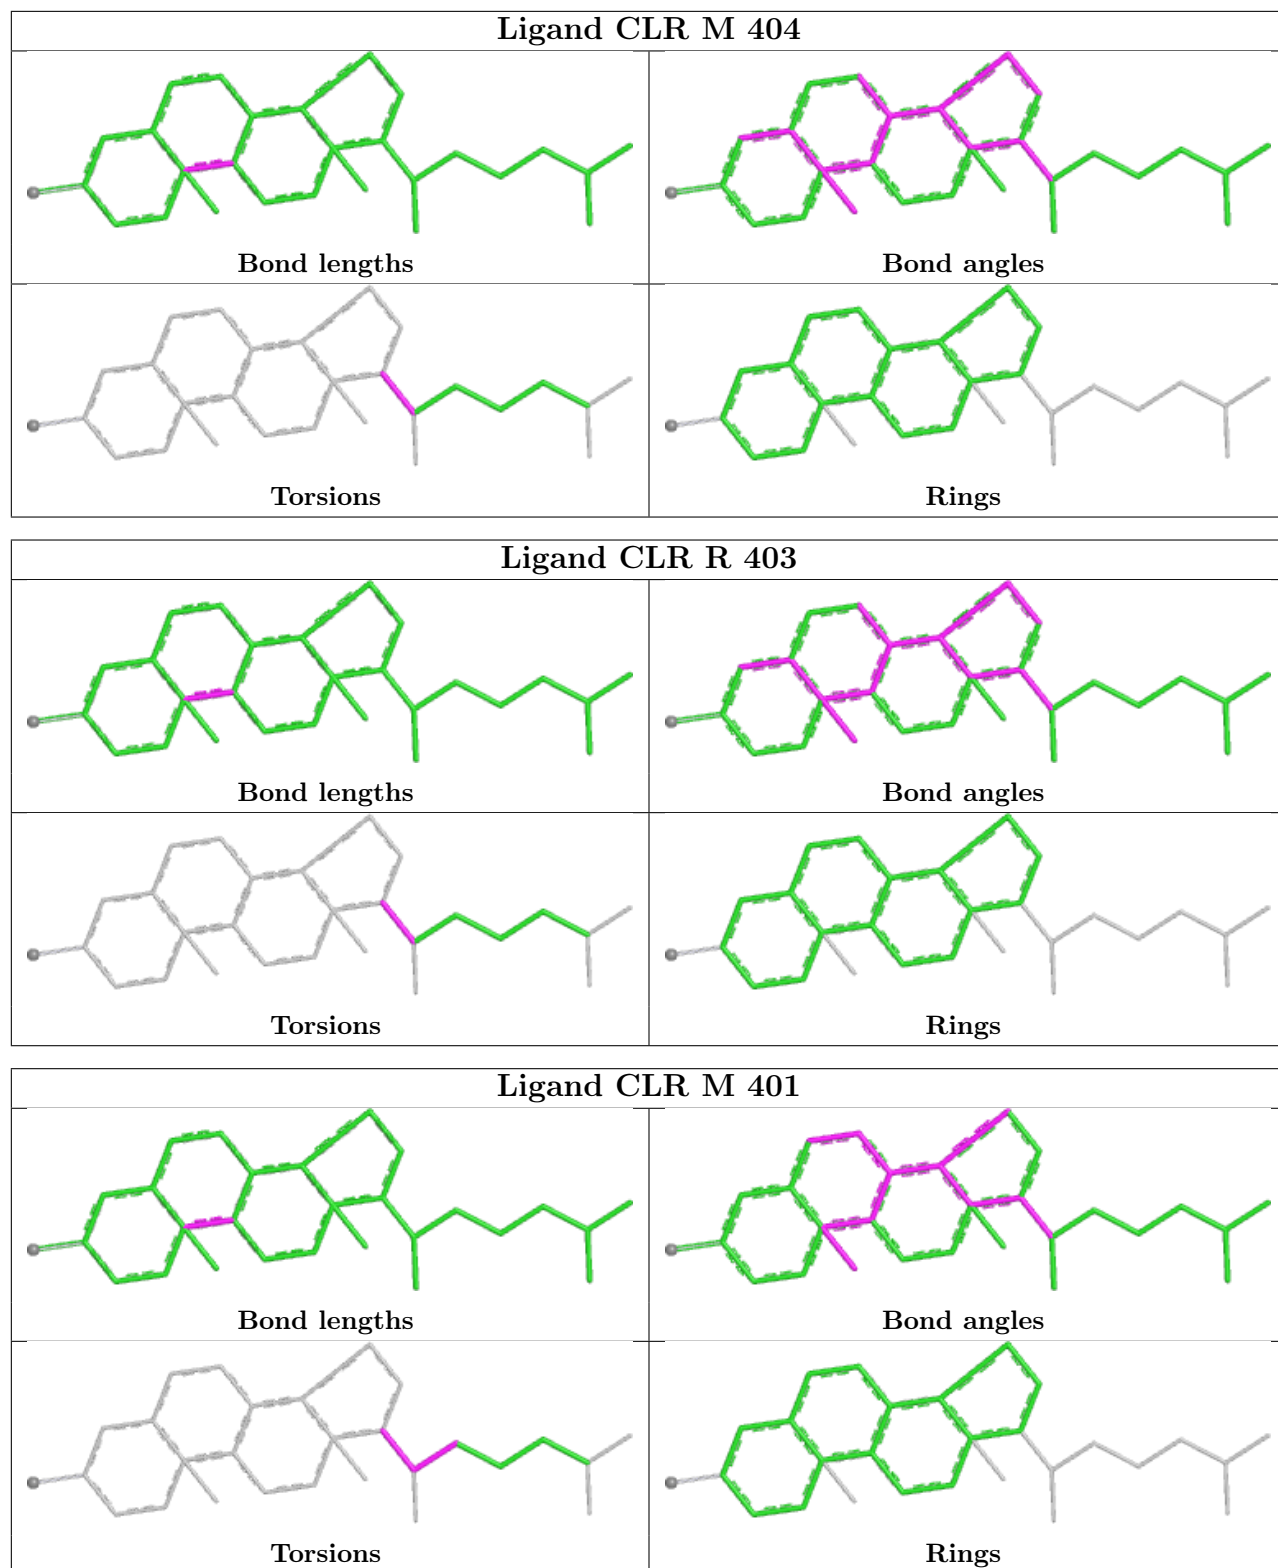 Ligand CLR M 404
Bond lengths
Bond angles
Torsions
Rings
Ligand CLR R 403
Bond lengths
Bond angles
Torsions
Rings
Ligand CLR M 401
Bond lengths
Bond angles
Torsions
Rings